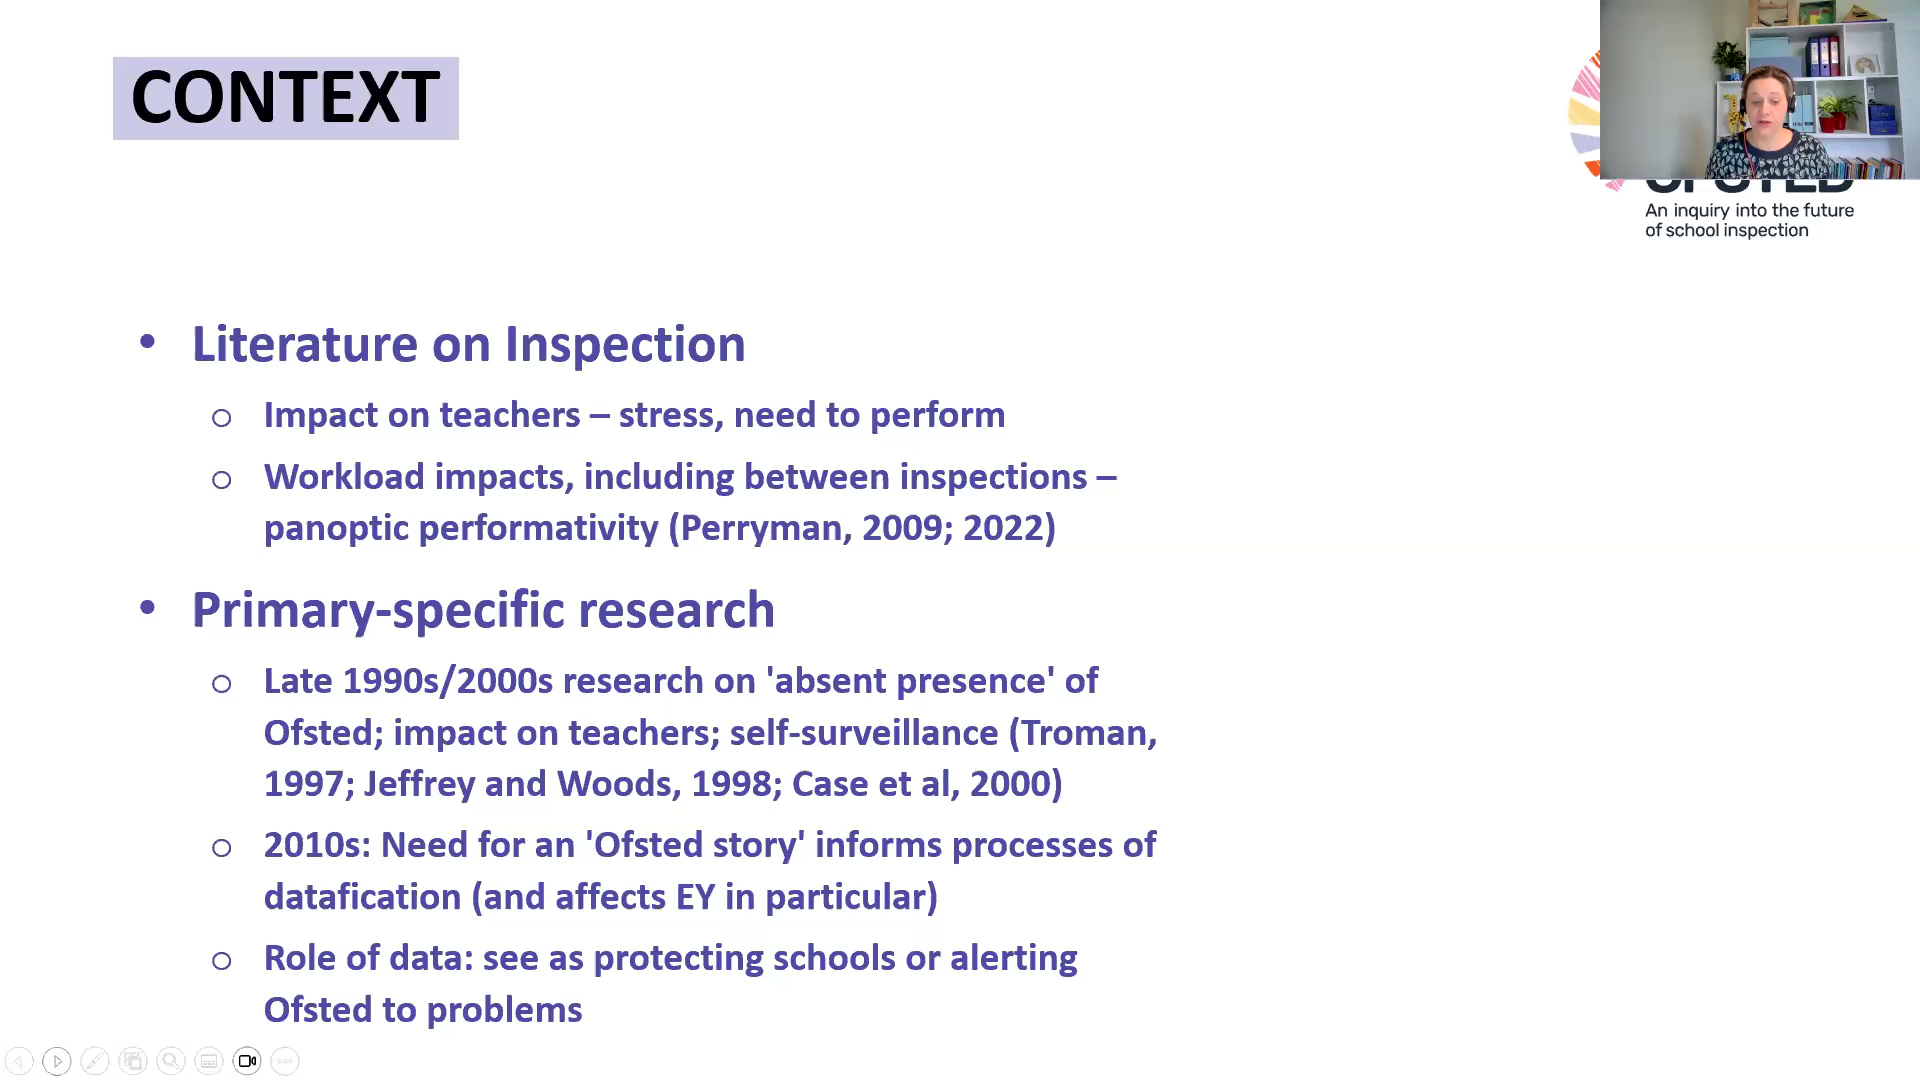 CONTEXT
OFSTED
An inquiry into the future
of school inspection
• Literature on Inspection
o Impact on teachers – stress, need to perform
o Workload impacts, including between inspections –
panoptic performativity (Perryman, 2009; 2022)
• Primary-specific research
o Late 1990s/2000s research on 'absent presence' of
Ofsted; impact on teachers; self-surveillance (Troman,
1997; Jeffrey and Woods, 1998; Case et al, 2000)
o 2010s: Need for an 'Ofsted story' informs processes of
datafication (and affects EY in particular)
o Role of data: see as protecting schools or alerting
Ofsted to problems